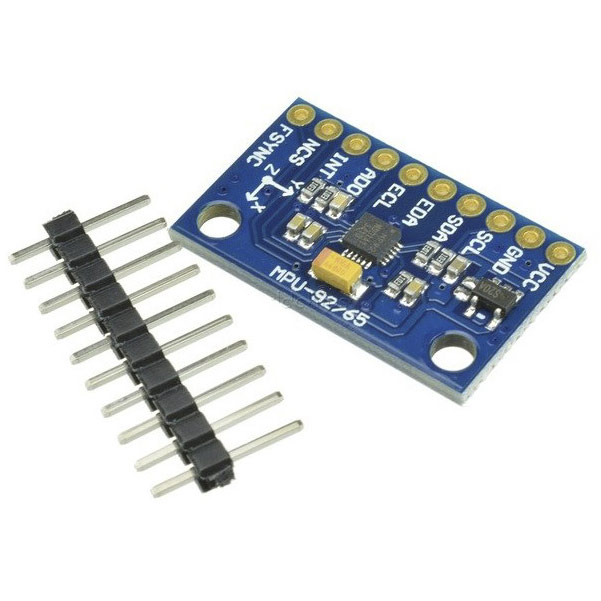 FSYNC
NCS
INT
ADO
ECL
EDA
SDA
SCL
GND
VCC
Z
Y
X
MPU-92/65